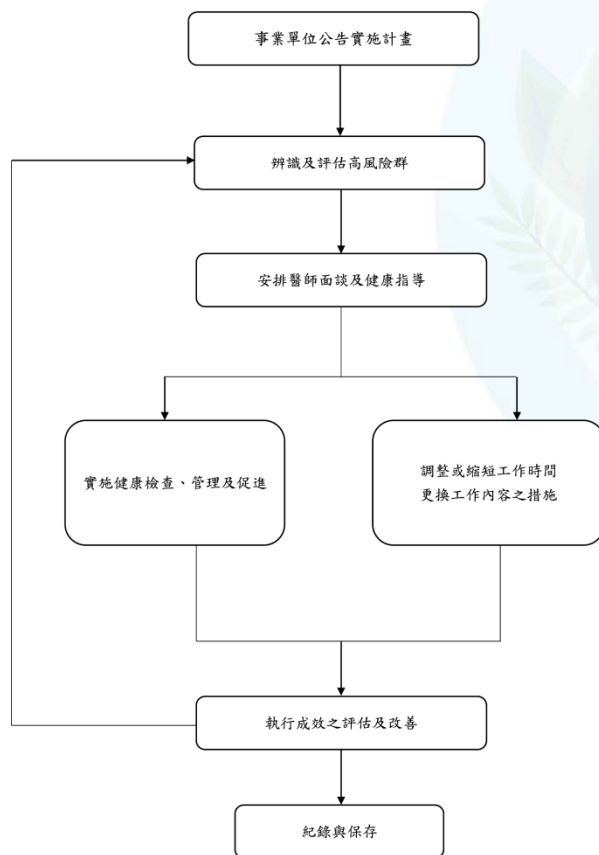 事業單位公告實施計畫
辨識及評估高風險群
安排醫師面談及健康指導
實施健康檢查、管理及促進
調整或縮短工作時間
更換工作內容之措施
執行成效之評估及改善
紀錄與保存